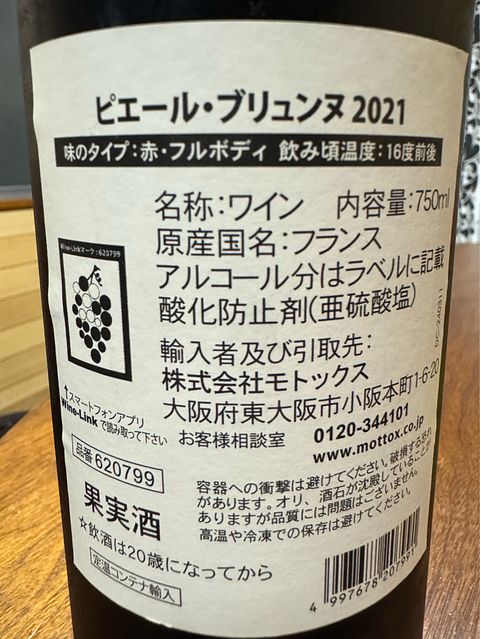 ピエール・ブリュンヌ 2021
味のタイプ：赤・フルボディ 飲み頃温度：16度前後
名称：ワイン 内容量：750ml
原産国名：フランス
アルコール分はラベルに記載
酸化防止剤(亜硫酸塩)
Wine-Linkマーク：623799
輸入者及び引取先：
株式会社モトックス
大阪府東大阪市小阪本町1-6-20
お客様相談室 0120-344101
www.mottox.co.jp
↑スマートフォンアプリ
Wine-Link で読み取って下さい
品番 620799
果実酒
☆飲酒は20歳になってから
定温コンテナ輸入
容器への衝撃は避けてください。破損する恐れ
があります。オリ、酒石が沈殿していることが
ありますが品質には問題はございません。
高温や冷凍での保存は避けてください。
DC-240311
4 997678 207991